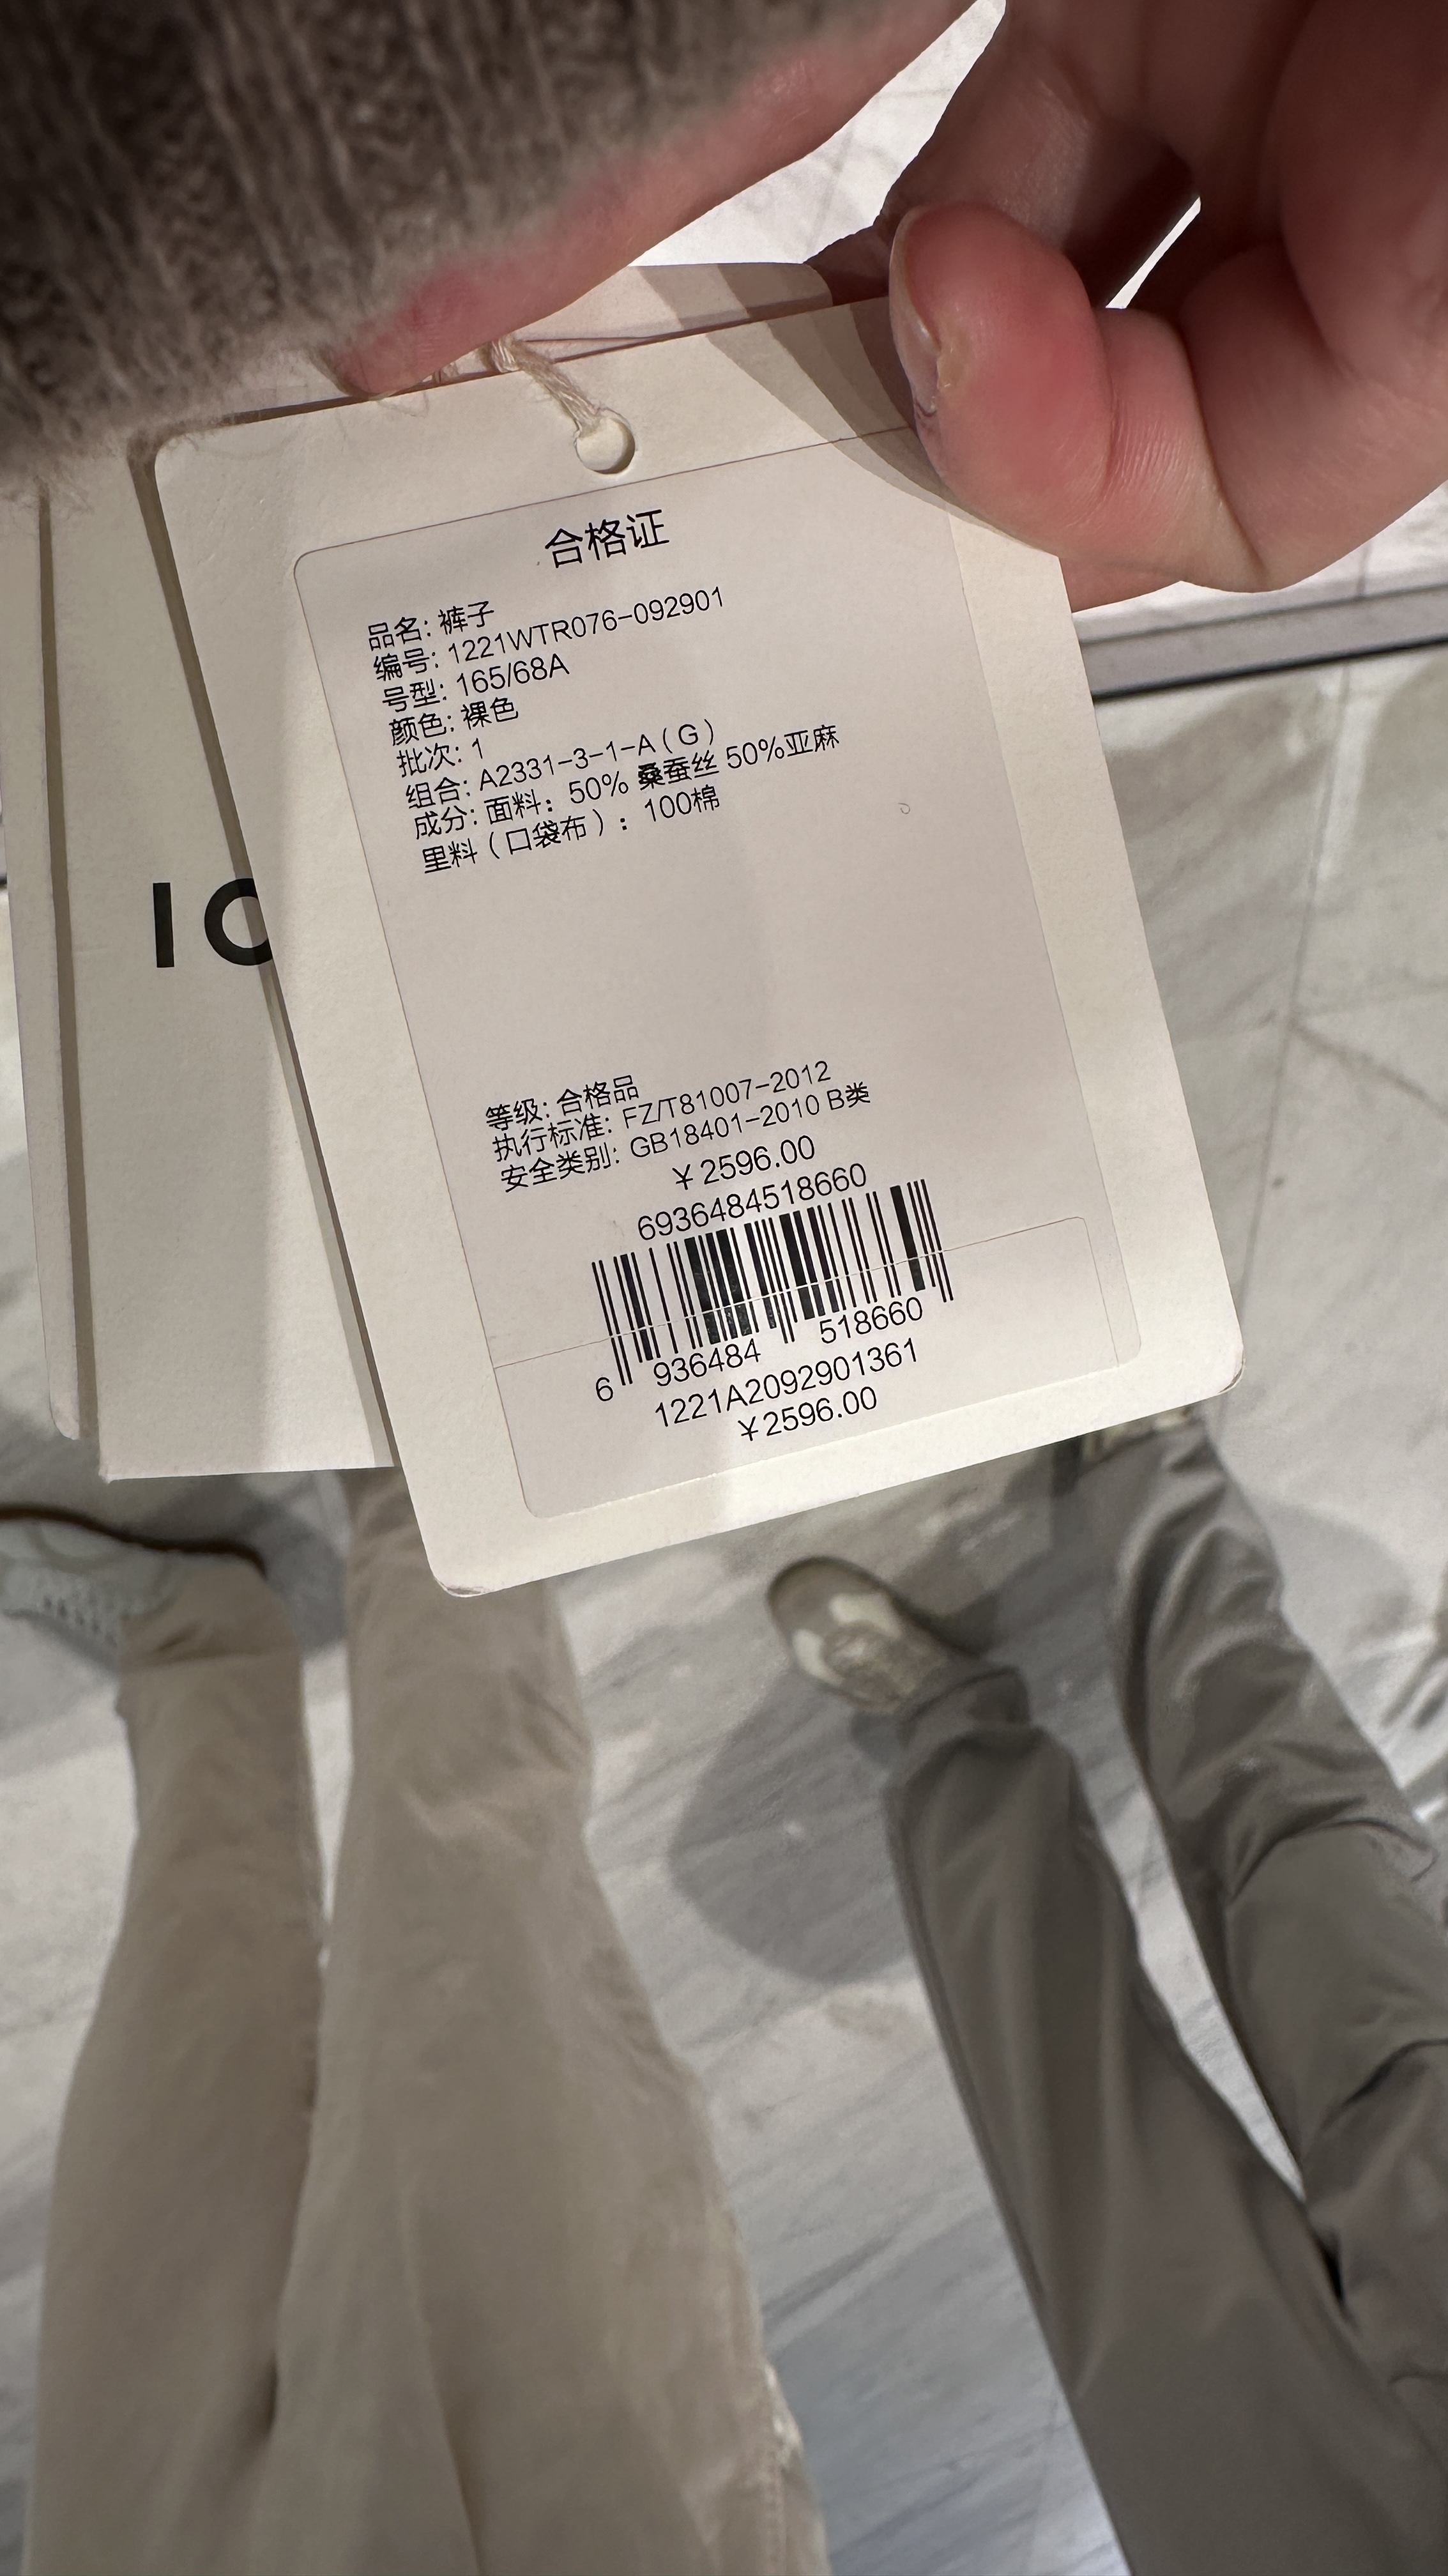 合格证
品名: 裤子
编号: 1221WTR076-092901
号型: 165/68A
颜色: 裸色
批次: 1
组合: A2331-3-1-A(G)
成分: 面料: 50% 桑蚕丝 50%亚麻
里料(口袋布): 100棉
等级: 合格品
执行标准: FZ/T81007-2012
安全类别: GB18401-2010 B类
¥2596.00
6936484518660
6 936484 518660
1221A2092901361
¥2596.00